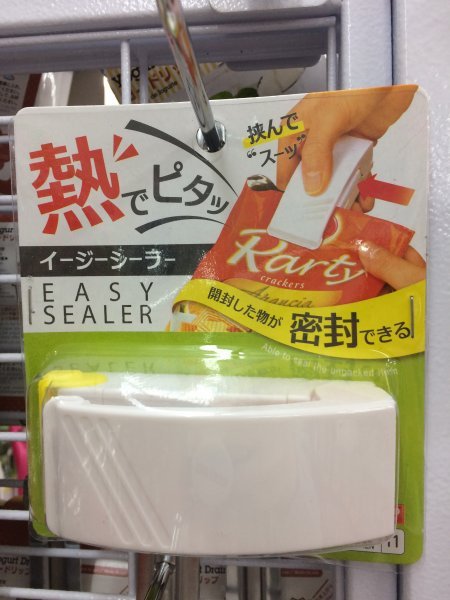 熱でピタッ
挟んで
"スーッ"
イージーシーラー
EASY
SEALER
Karty
crackers
Arancia
開封した物が密封できる
Able to seal the unpacked item